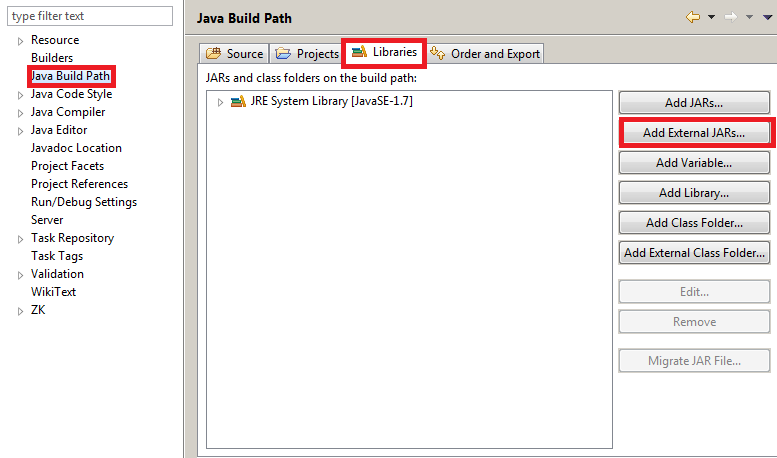 type filter text
Resource
Builders
Java Build Path
Java Code Style
Java Compiler
Java Editor
Javadoc Location
Project Facets
Project References
Run/Debug Settings
Server
Task Repository
Task Tags
Validation
WikiText
ZK
Java Build Path
Source Projects Libraries Order and Export
JARs and class folders on the build path:
JRE System Library [JavaSE-1.7]
Add JARs...
Add External JARs...
Add Variable...
Add Library...
Add Class Folder...
Add External Class Folder...
Edit...
Remove
Migrate JAR File...